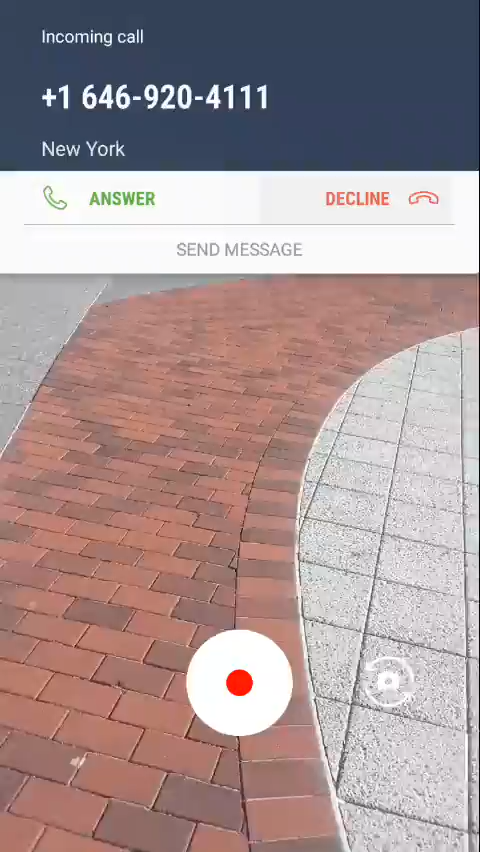 Incoming call
+1 646-920-4111
New York
ANSWER DECLINE
SEND MESSAGE